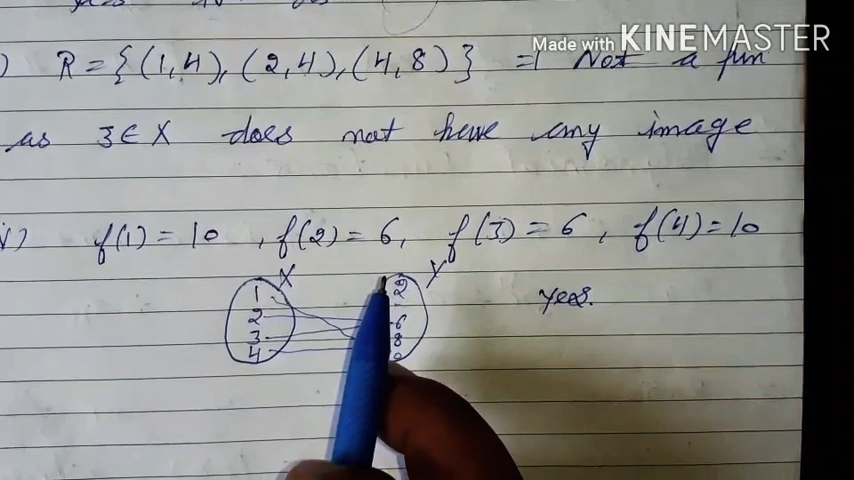 Made with KINEMASTER
) R = {(1,4), (2,4), (4,8)} => Not a fun
as 3 ∈ X does not have any image
v) f(1) = 10 , f(2) = 6, f(3) = 6 , f(4) = 10
X Y
1 2
2 6
3 8
4
yes.